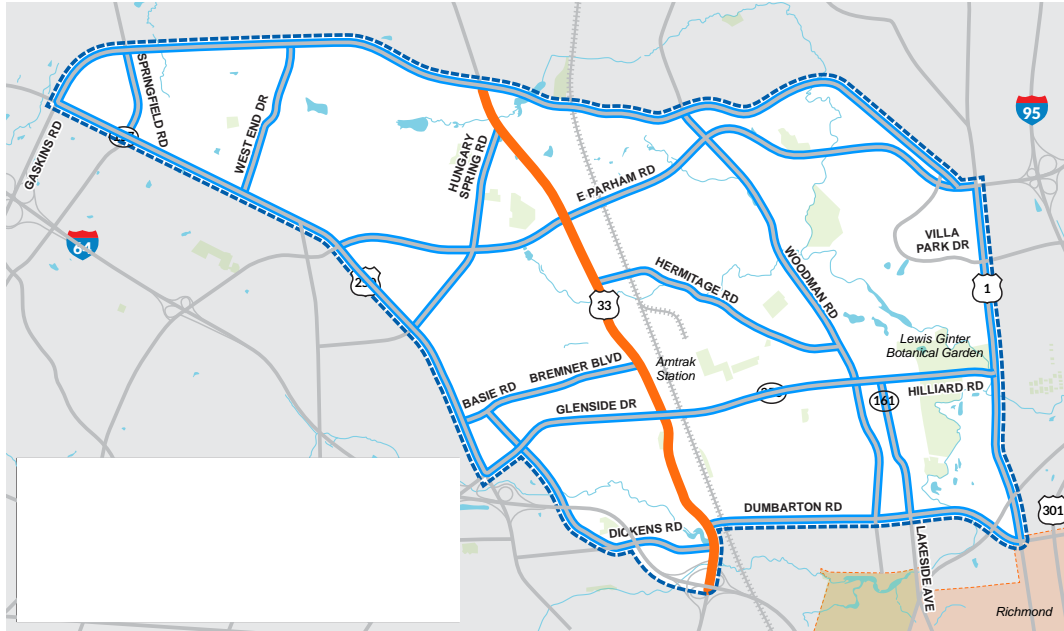 SPRINGFIELD RD
WEST END DR
GASKINS RD
HUNGARY
SPRING RD
E PARHAM RD
95
64
VILLA
PARK DR
WOODMAN RD
HERMITAGE RD
33
1
Lewis Ginter
Botanical Garden
Amtrak
Station
BREMNER BLVD
BASIE RD
GLENSIDE DR
HILLIARD RD
161
DUMBARTON RD
DICKENS RD
301
LAKESIDE AVE
Richmond